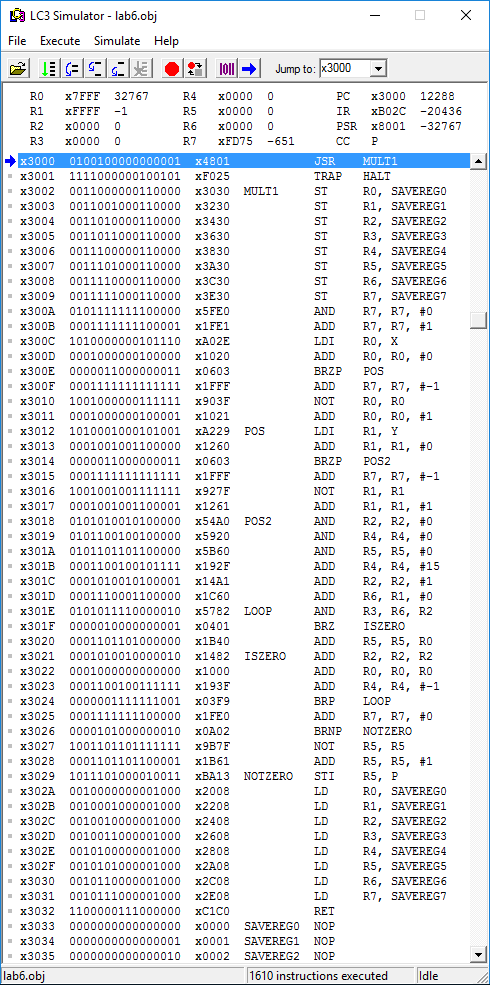 LC3 Simulator - lab6.obj
File Execute Simulate Help
Jump to: x3000
R0 x7FFF 32767 R4 x0000 0 PC x3000 12288
R1 xFFFF -1 R5 x0000 0 IR xB02C -20436
R2 x0000 0 R6 x0000 0 PSR x8001 -32767
R3 x0000 0 R7 xFD75 -651 CC P
x3000 0100100000000001 x4801 JSR MULT1
x3001 1111000000100101 xF025 TRAP HALT
x3002 0011000000110000 x3030 MULT1 ST R0, SAVEREG0
x3003 0011001000110000 x3230 ST R1, SAVEREG1
x3004 0011010000110000 x3430 ST R2, SAVEREG2
x3005 0011011000110000 x3630 ST R3, SAVEREG3
x3006 0011100000110000 x3830 ST R4, SAVEREG4
x3007 0011101000110000 x3A30 ST R5, SAVEREG5
x3008 0011110000110000 x3C30 ST R6, SAVEREG6
x3009 0011111000110000 x3E30 ST R7, SAVEREG7
x300A 0101111111100000 x5FE0 AND R7, R7, #0
x300B 0001111111100001 x1FE1 ADD R7, R7, #1
x300C 1010000000101110 xA02E LDI R0, X
x300D 0001000000100000 x1020 ADD R0, R0, #0
x300E 0000011000000011 x0603 BRZP POS
x300F 0001111111111111 x1FFF ADD R7, R7, #-1
x3010 1001000000111111 x903F NOT R0, R0
x3011 0001000000100001 x1021 ADD R0, R0, #1
x3012 1010001000101001 xA229 POS LDI R1, Y
x3013 0001001001100000 x1260 ADD R1, R1, #0
x3014 0000011000000011 x0603 BRZP POS2
x3015 0001111111111111 x1FFF ADD R7, R7, #-1
x3016 1001001001111111 x927F NOT R1, R1
x3017 0001001001100001 x1261 ADD R1, R1, #1
x3018 0101010010100000 x54A0 POS2 AND R2, R2, #0
x3019 0101100100100000 x5920 AND R4, R4, #0
x301A 0101101101100000 x5B60 AND R5, R5, #0
x301B 0001100100101111 x192F ADD R4, R4, #15
x301C 0001010010100001 x14A1 ADD R2, R2, #1
x301D 0001110001100000 x1C60 ADD R6, R1, #0
x301E 0101011110000010 x5782 LOOP AND R3, R6, R2
x301F 0000010000000001 x0401 BRZ ISZERO
x3020 0001101101000000 x1B40 ADD R5, R5, R0
x3021 0001010010000010 x1482 ISZERO ADD R2, R2, R2
x3022 0001000000000000 x1000 ADD R0, R0, R0
x3023 0001100100111111 x193F ADD R4, R4, #-1
x3024 0000001111111001 x03F9 BRP LOOP
x3025 0001111111100000 x1FE0 ADD R7, R7, #0
x3026 0000101000000010 x0A02 BRNP NOTZERO
x3027 1001101101111111 x9B7F NOT R5, R5
x3028 0001101101100001 x1B61 ADD R5, R5, #1
x3029 1011101000010011 xBA13 NOTZERO STI R5, P
x302A 0010000000001000 x2008 LD R0, SAVEREG0
x302B 0010001000001000 x2208 LD R1, SAVEREG1
x302C 0010010000001000 x2408 LD R2, SAVEREG2
x302D 0010011000001000 x2608 LD R3, SAVEREG3
x302E 0010100000001000 x2808 LD R4, SAVEREG4
x302F 0010101000001000 x2A08 LD R5, SAVEREG5
x3030 0010110000001000 x2C08 LD R6, SAVEREG6
x3031 0010111000001000 x2E08 LD R7, SAVEREG7
x3032 1100000111000000 xC1C0 RET
x3033 0000000000000000 x0000 SAVEREG0 NOP
x3034 0000000000000001 x0001 SAVEREG1 NOP
x3035 0000000000000010 x0002 SAVEREG2 NOP
lab6.obj 1610 instructions executed Idle